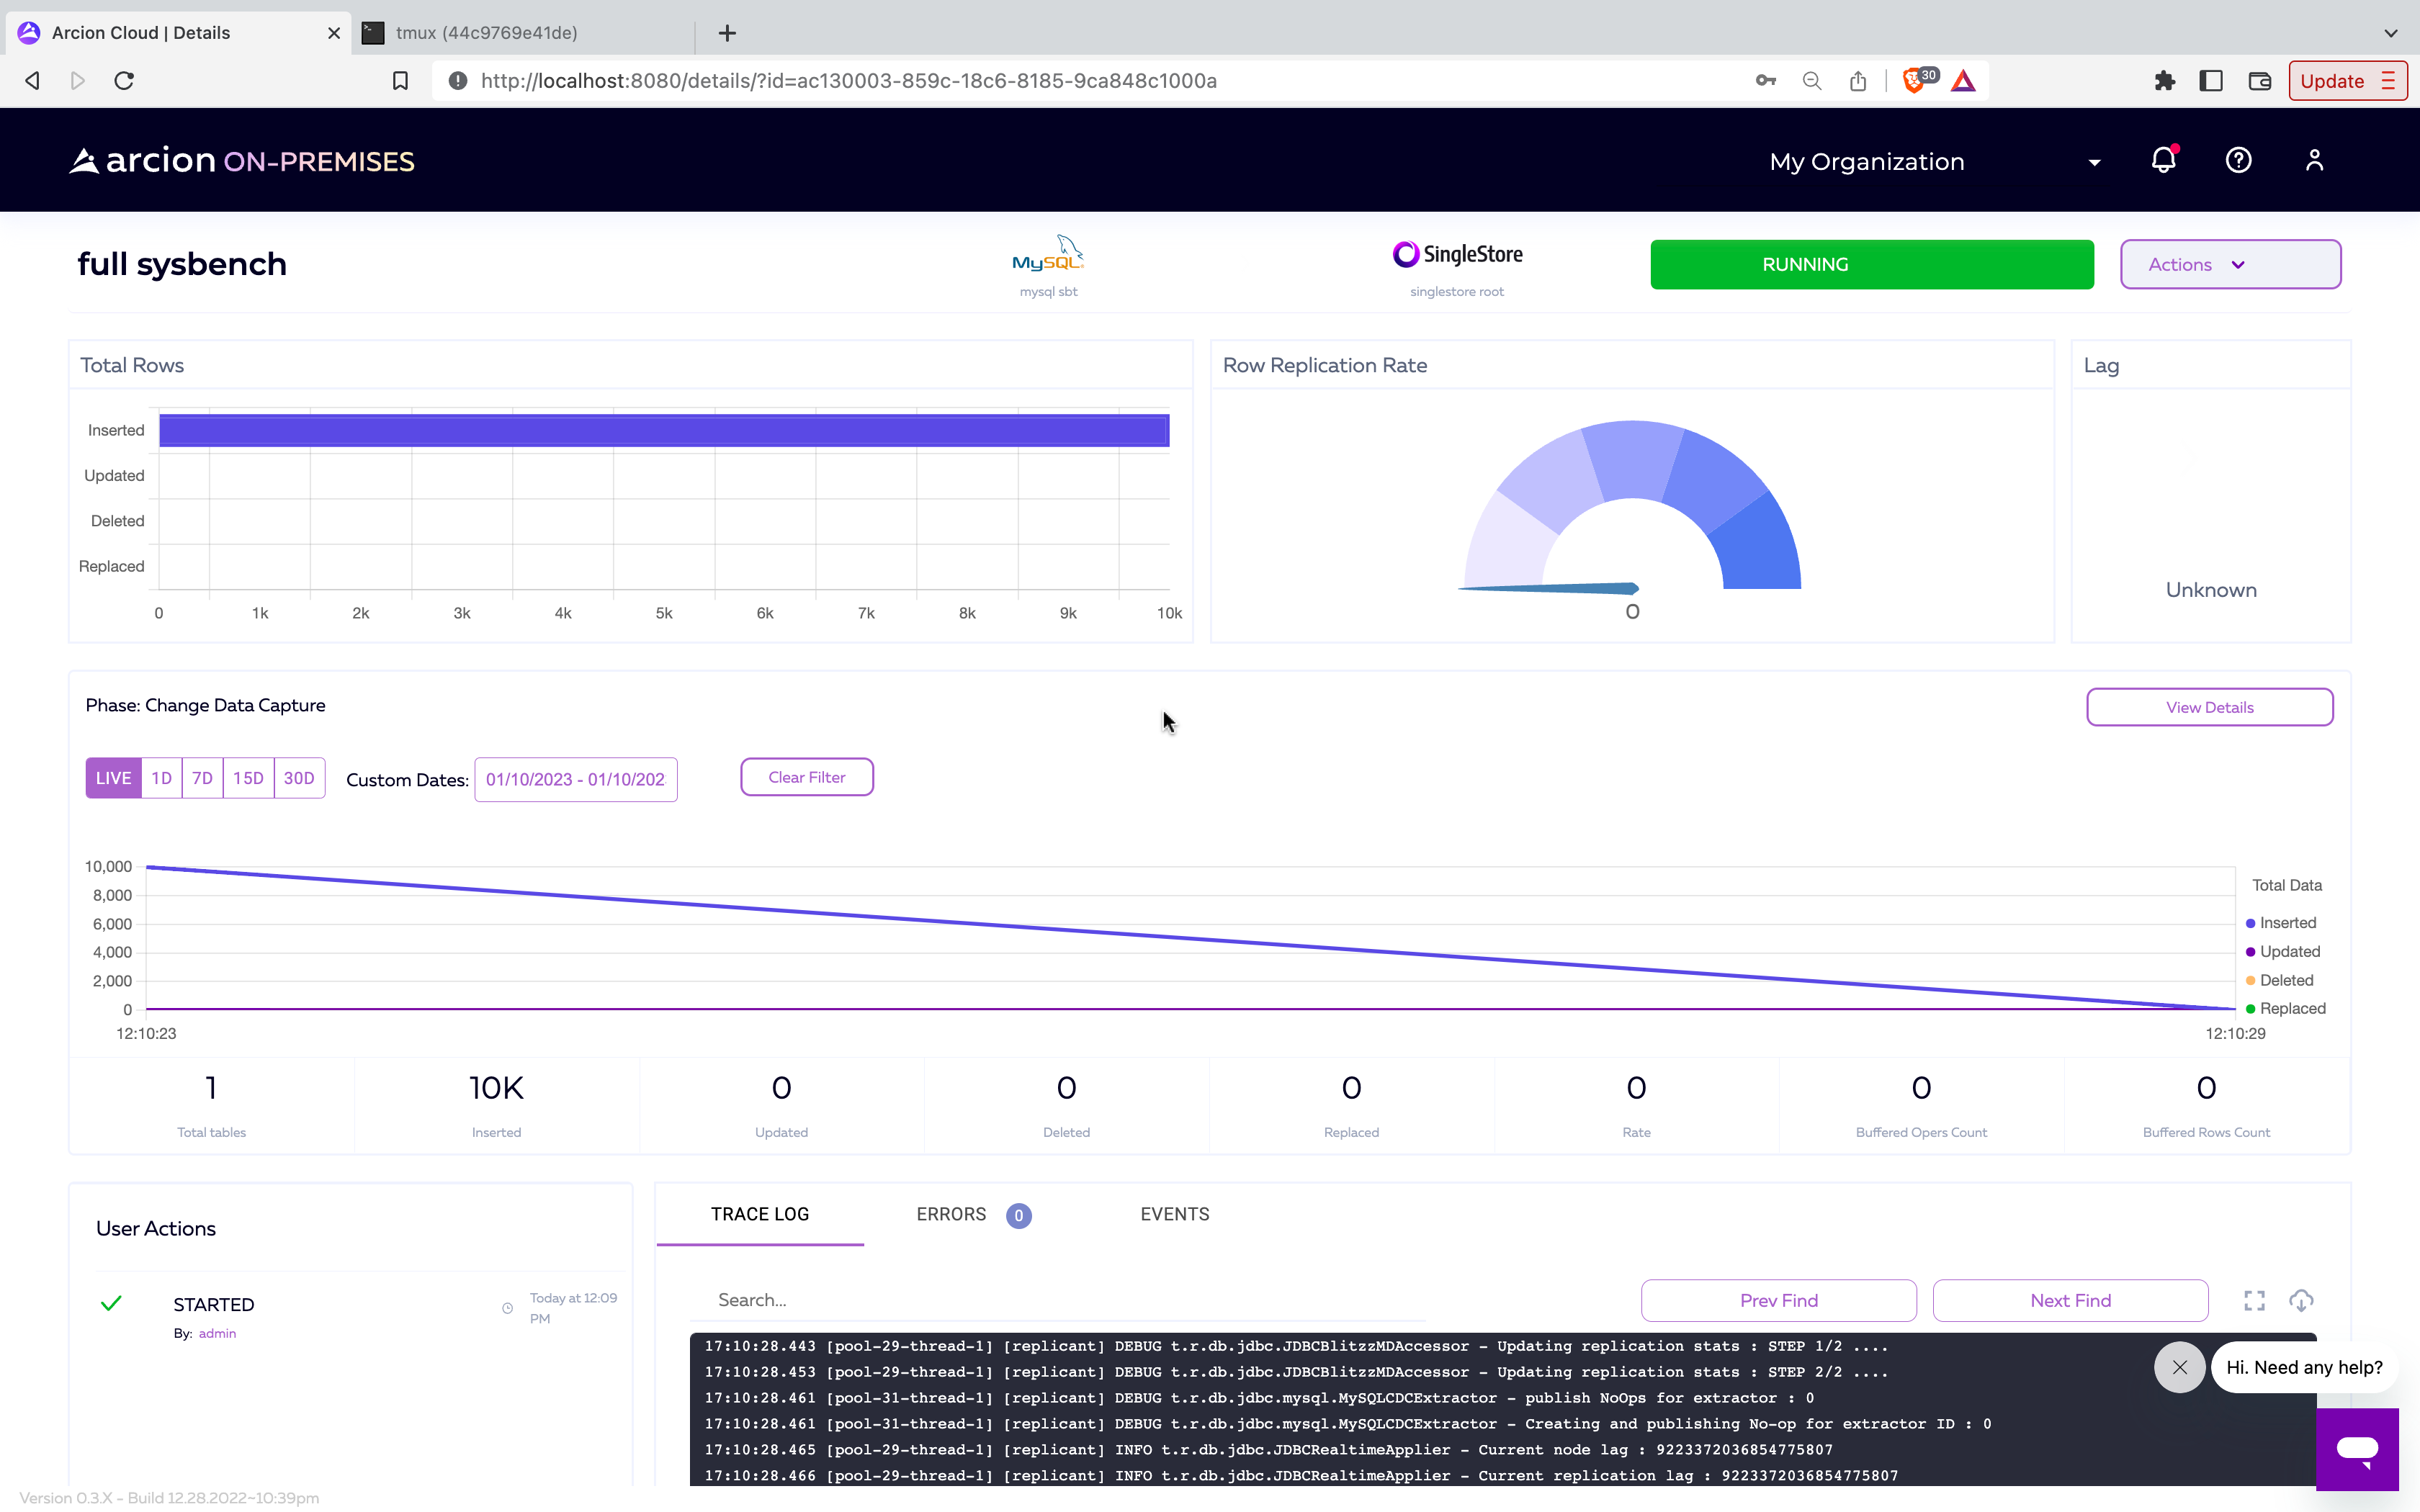 Arcion Cloud | Details
tmux (44c9769e41de)
http://localhost:8080/details/?id=ac130003-859c-18c6-8185-9ca848c1000a
30
Update
arcion ON-PREMISES
My Organization
full sysbench
MySQL
mysql sbt
SingleStore
singlestore root
RUNNING
Actions
Total Rows
Inserted
Updated
Deleted
Replaced
0 1k 2k 3k 4k 5k 6k 7k 8k 9k 10k
Row Replication Rate
0
Lag
Unknown
Phase: Change Data Capture
View Details
LIVE 1D 7D 15D 30D
Custom Dates: 01/10/2023 - 01/10/202
Clear Filter
10,000
8,000
6,000
4,000
2,000
0
12:10:23
12:10:29
Total Data
Inserted
Updated
Deleted
Replaced
1
Total tables
10K
Inserted
0
Updated
0
Deleted
0
Replaced
0
Rate
0
Buffered Opers Count
0
Buffered Rows Count
User Actions
STARTED
By: admin
Today at 12:09
PM
TRACE LOG
ERRORS 0
EVENTS
Search...
Prev Find
Next Find
17:10:28.443 [pool-29-thread-1] [replicant] DEBUG t.r.db.jdbc.JDBCBlitzzMDAccessor - Updating replication stats : STEP 1/2 ....
17:10:28.453 [pool-29-thread-1] [replicant] DEBUG t.r.db.jdbc.JDBCBlitzzMDAccessor - Updating replication stats : STEP 2/2 ....
17:10:28.461 [pool-31-thread-1] [replicant] DEBUG t.r.db.jdbc.mysql.MySQLCDCExtractor - publish NoOps for extractor : 0
17:10:28.461 [pool-31-thread-1] [replicant] DEBUG t.r.db.jdbc.mysql.MySQLCDCExtractor - Creating and publishing No-op for extractor ID : 0
17:10:28.465 [pool-29-thread-1] [replicant] INFO t.r.db.jdbc.JDBCRealtimeApplier - Current node lag : 9223372036854775807
17:10:28.466 [pool-29-thread-1] [replicant] INFO t.r.db.jdbc.JDBCRealtimeApplier - Current replication lag : 9223372036854775807
Hi. Need any help?
Version 0.3.X - Build 12.28.2022~10:39pm